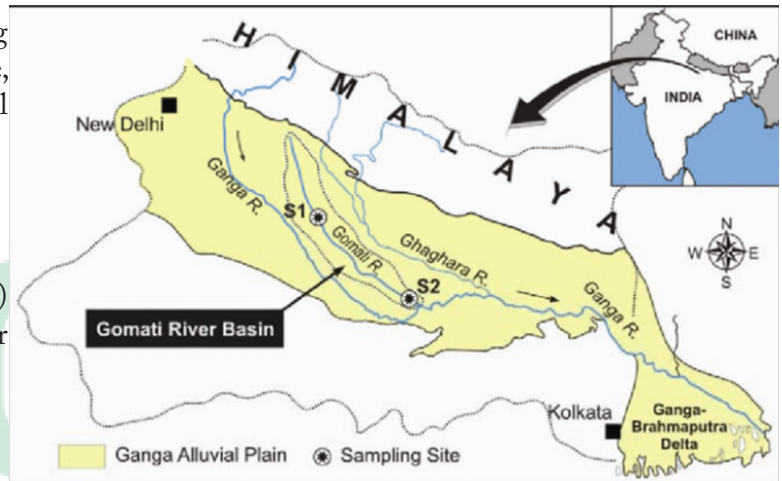 g
,
l
)
r
HIMALAYA
CHINA
INDIA
New Delhi
Ganga R.
S1
Gomati R.
Ghaghara R.
S2
Ganga R.
N
W E
S
Gomati River Basin
Kolkata
Ganga-
Brahmaputra
Delta
Ganga Alluvial Plain
Sampling Site